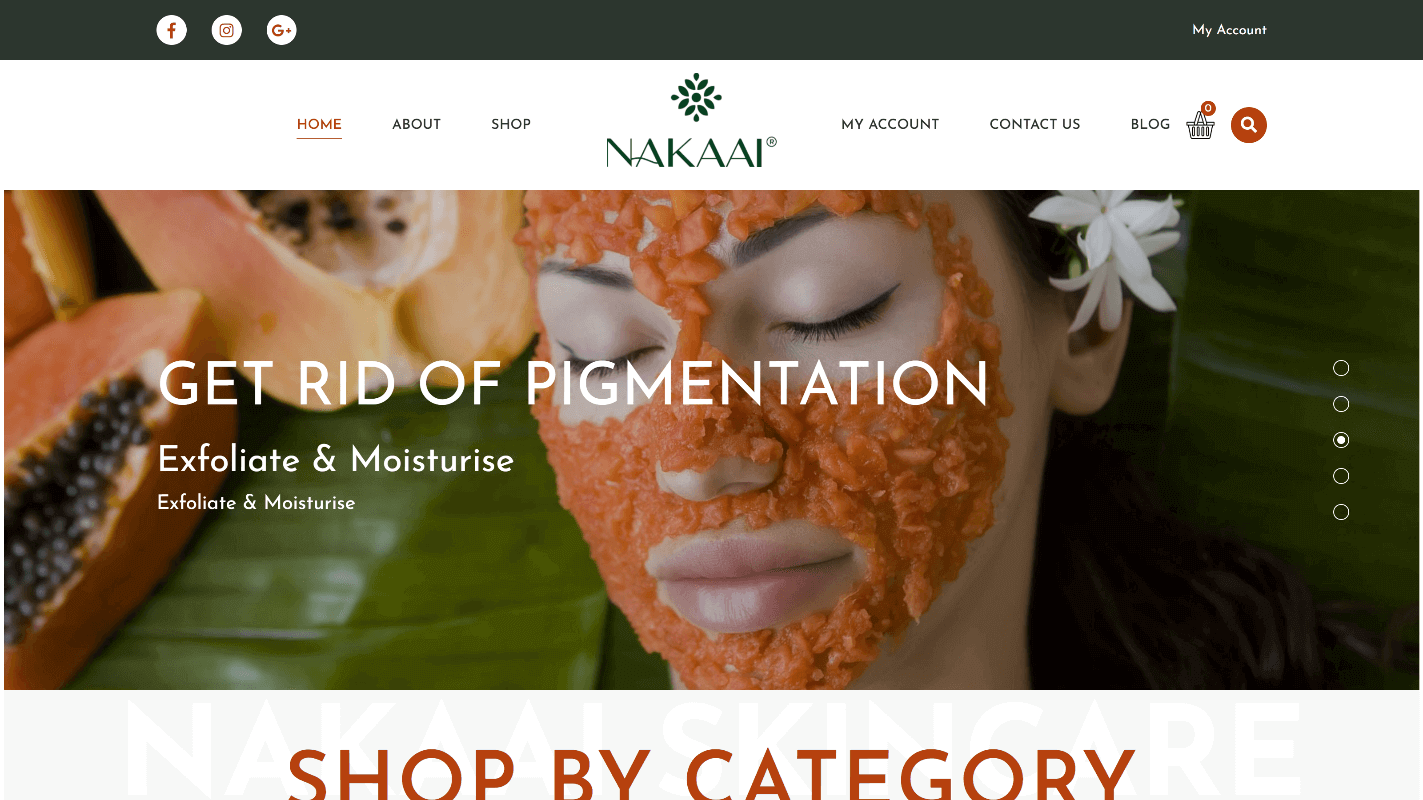 My Account
HOME
ABOUT
SHOP
NAKAAI®
MY ACCOUNT
CONTACT US
BLOG
0
GET RID OF PIGMENTATION
Exfoliate & Moisturise
Exfoliate & Moisturise
NAKAAI SKINCARE
SHOP BY CATEGORY